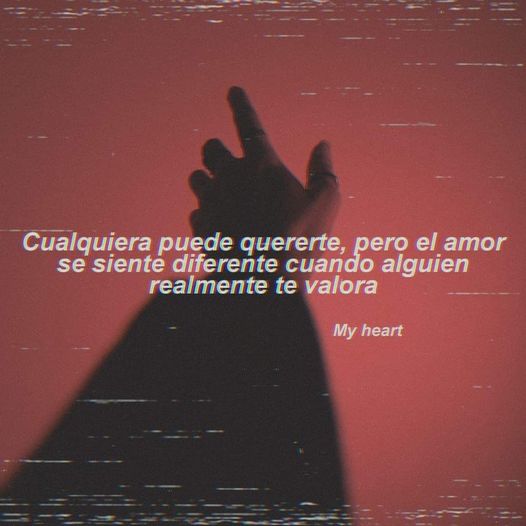 Cualquiera puede quererte, pero el amor
se siente diferente cuando alguien
realmente te valora
My heart